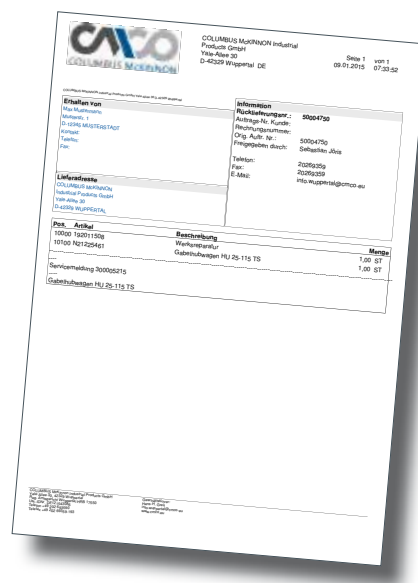 CMCO
COLUMBUS McKINNON
COLUMBUS McKINNON Industrial
Products GmbH
Yale-Allee 30
D-42329 Wuppertal DE
Seite 1 von 1
09.01.2015 07:33:52
Erhalten von
Max Mustermann
Musterstr. 1
D-12345 MUSTERSTADT
Kontakt:
Telefon:
Fax:
Information
Rücklieferungsnr.: 50004750
Auftrags-Nr. Kunde:
Rechnungsnummer:
Orig. Auftr. Nr.: 50004750
Freigegeben durch: Sebastian Jöris
Telefon: 20269359
Fax: 20269359
E-Mail: info.wuppertal@cmco.eu
Lieferadresse
COLUMBUS McKINNON
Industrial Products GmbH
Yale-Allee 30
D-42329 WUPPERTAL
Pos. Artikel Beschreibung Menge
10000 192011508 Werksreparatur 1,00 ST
10100 N21225461 Gabelhubwagen HU 25-115 TS 1,00 ST
Servicemeldung 300005215
Gabelhubwagen HU 25-115 TS